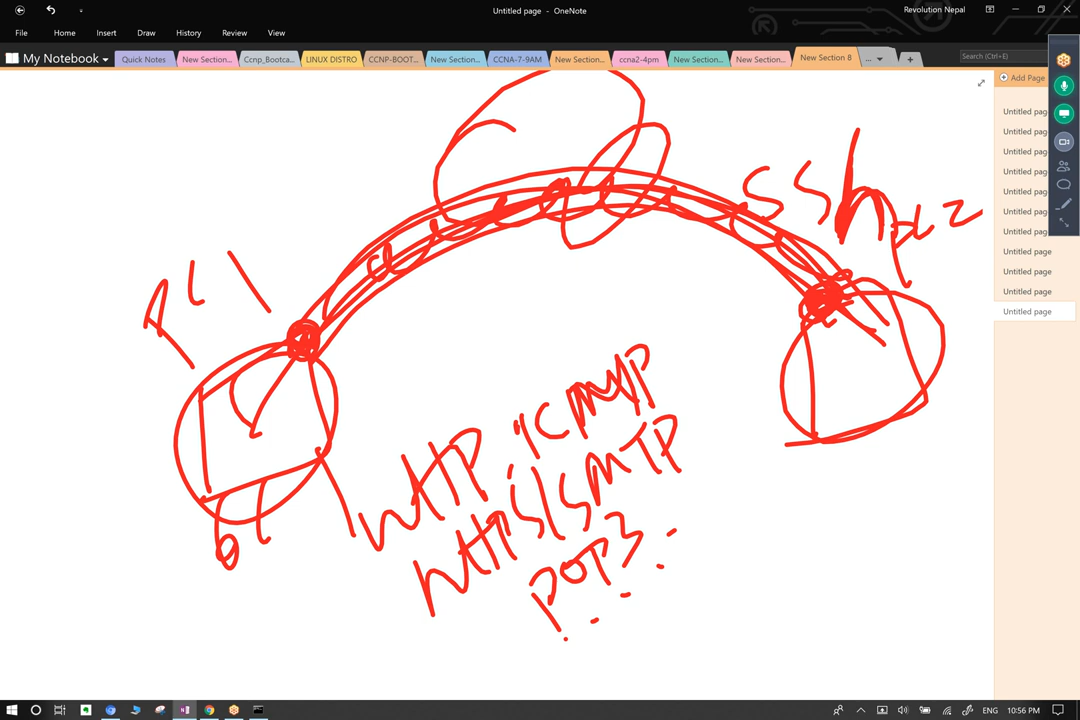 Untitled page - OneNote
Revolution Nepal
File Home Insert Draw History Review View
My Notebook
Quick Notes
New Section...
Ccnp_Bootca...
LINUX DISTRO
CCNP-BOOT...
New Section...
CCNA-7-9AM
New Section...
ccna2-4pm
New Section...
New Section...
New Section 8
...
Search (Ctrl+E)
Add Page
Untitled page
Untitled page
Untitled page
Untitled page
Untitled page
Untitled page
Untitled page
Untitled page
Untitled page
Untitled page
Untitled page
ssh
PC1
PC2
ICMP
SMTP
POP3
ENG
10:56 PM